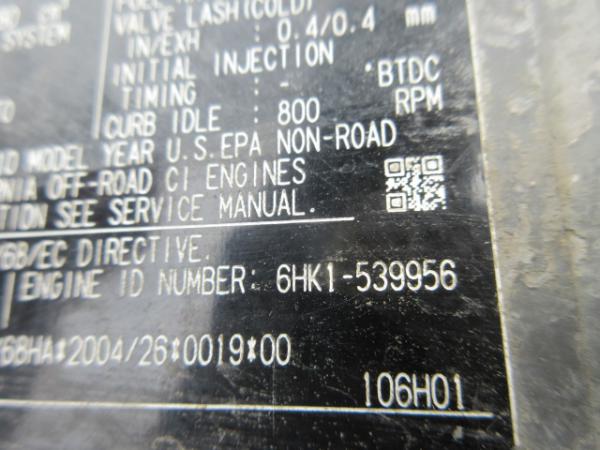 SYSTEM
VALVE LASH(COLD)
IN/EXH : 0.4/0.4 mm
INITIAL INJECTION
TIMING : - °BTDC
CURB IDLE : 800 RPM
MODEL YEAR U.S.EPA NON-ROAD
OFF-ROAD CI ENGINES
SEE SERVICE MANUAL.
/EC DIRECTIVE.
ENGINE ID NUMBER: 6HK1-539956
68HA*2004/26*0019*00
106H01